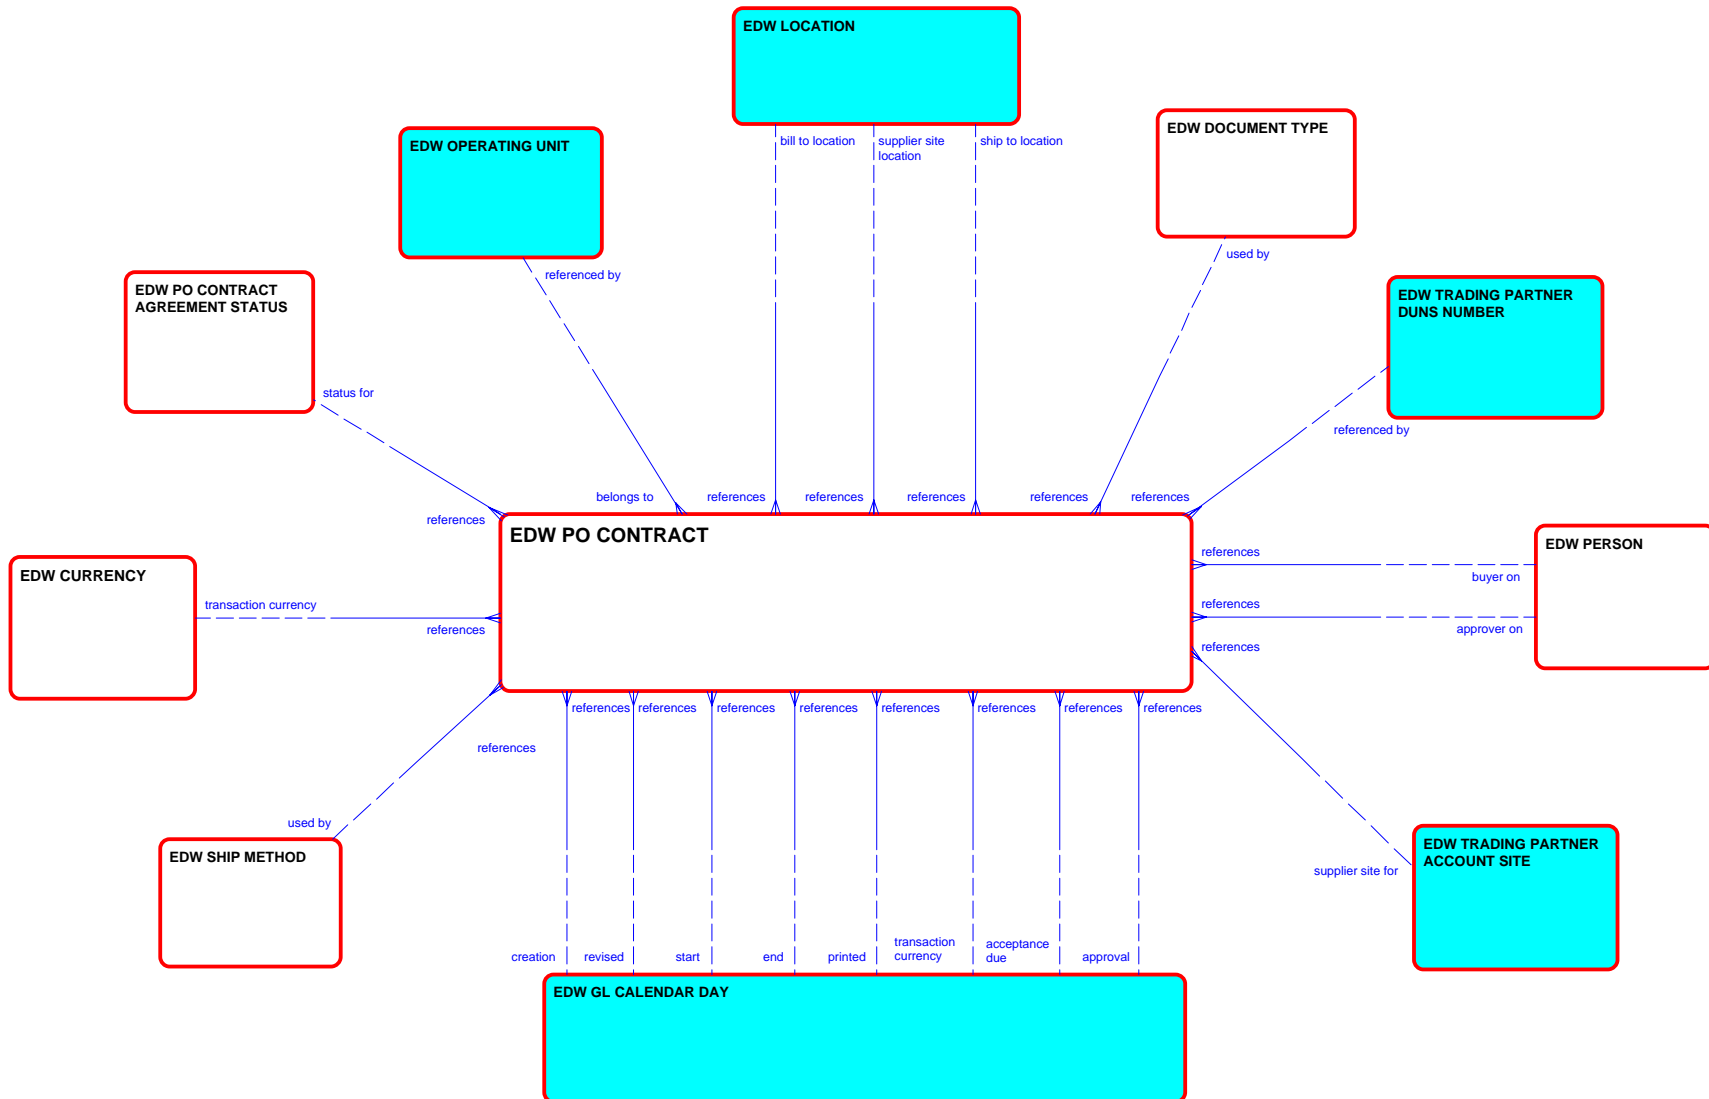 EDW LOCATION
bill to location
supplier site
location
ship to location
EDW DOCUMENT TYPE
used by
EDW OPERATING UNIT
referenced by
EDW PO CONTRACT
AGREEMENT STATUS
status for
EDW TRADING PARTNER
DUNS NUMBER
referenced by
references
belongs to
references
references
references
references
references
EDW PO CONTRACT
EDW CURRENCY
transaction currency
references
EDW PERSON
references
buyer on
references
approver on
references
references
references
references
references
references
references
references
references
references
used by
EDW SHIP METHOD
supplier site for
EDW TRADING PARTNER
ACCOUNT SITE
creation
revised
start
end
printed
transaction
currency
acceptance
due
approval
EDW GL CALENDAR DAY